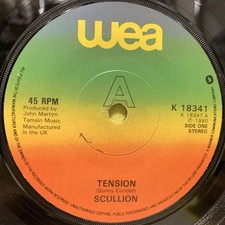 wea
A
45 RPM
Produced by
John Martyn
Tamsin Music
Manufactured
in the UK
K 18341
K 18341 A
℗ 1980
SIDE ONE
STEREO
TENSION
(Sonny Condell)
SCULLION